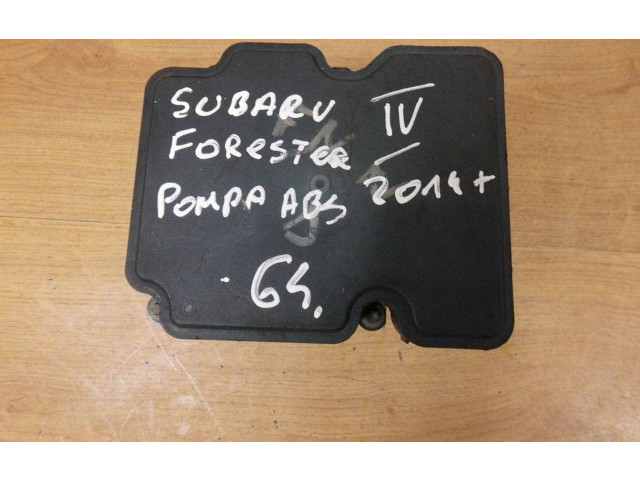 SUBARU IV
FORESTER
POMPA ABS 2014+
64.